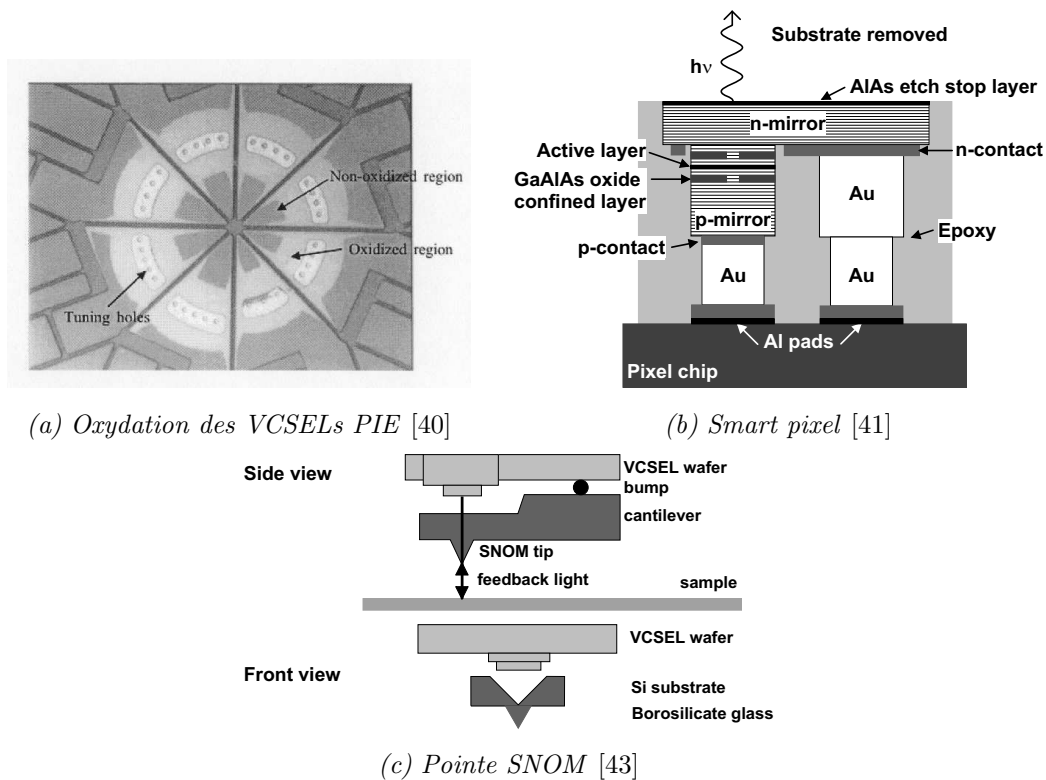 Non-oxidized region
Oxidized region
Tuning holes
(a) Oxydation des VCSELs PIE [40]
Substrate removed
hν
AlAs etch stop layer
n-mirror
n-contact
Active layer
GaAlAs oxide
confined layer
Au
p-mirror
Epoxy
p-contact
Au
Au
Al pads
Pixel chip
(b) Smart pixel [41]
Side view
VCSEL wafer
bump
cantilever
SNOM tip
feedback light
sample
VCSEL wafer
Front view
Si substrate
Borosilicate glass
(c) Pointe SNOM [43]